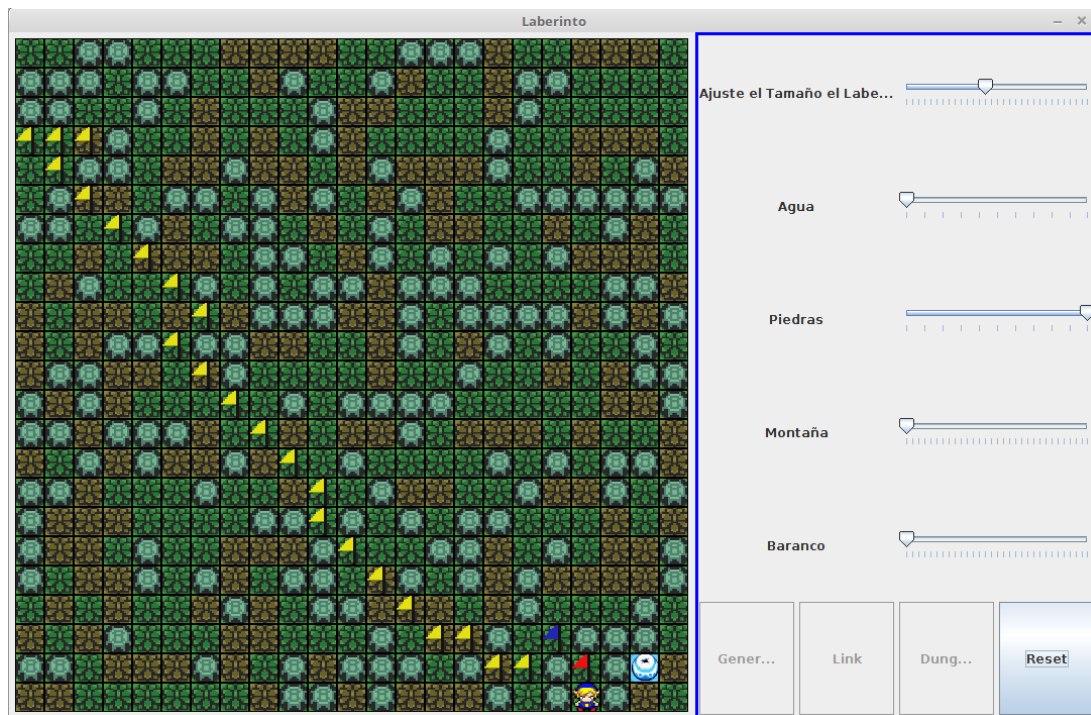 Laberinto
Ajuste el Tamaño el Labe...
Agua
Piedras
Montaña
Baranco
Gener...
Link
Dung...
Reset